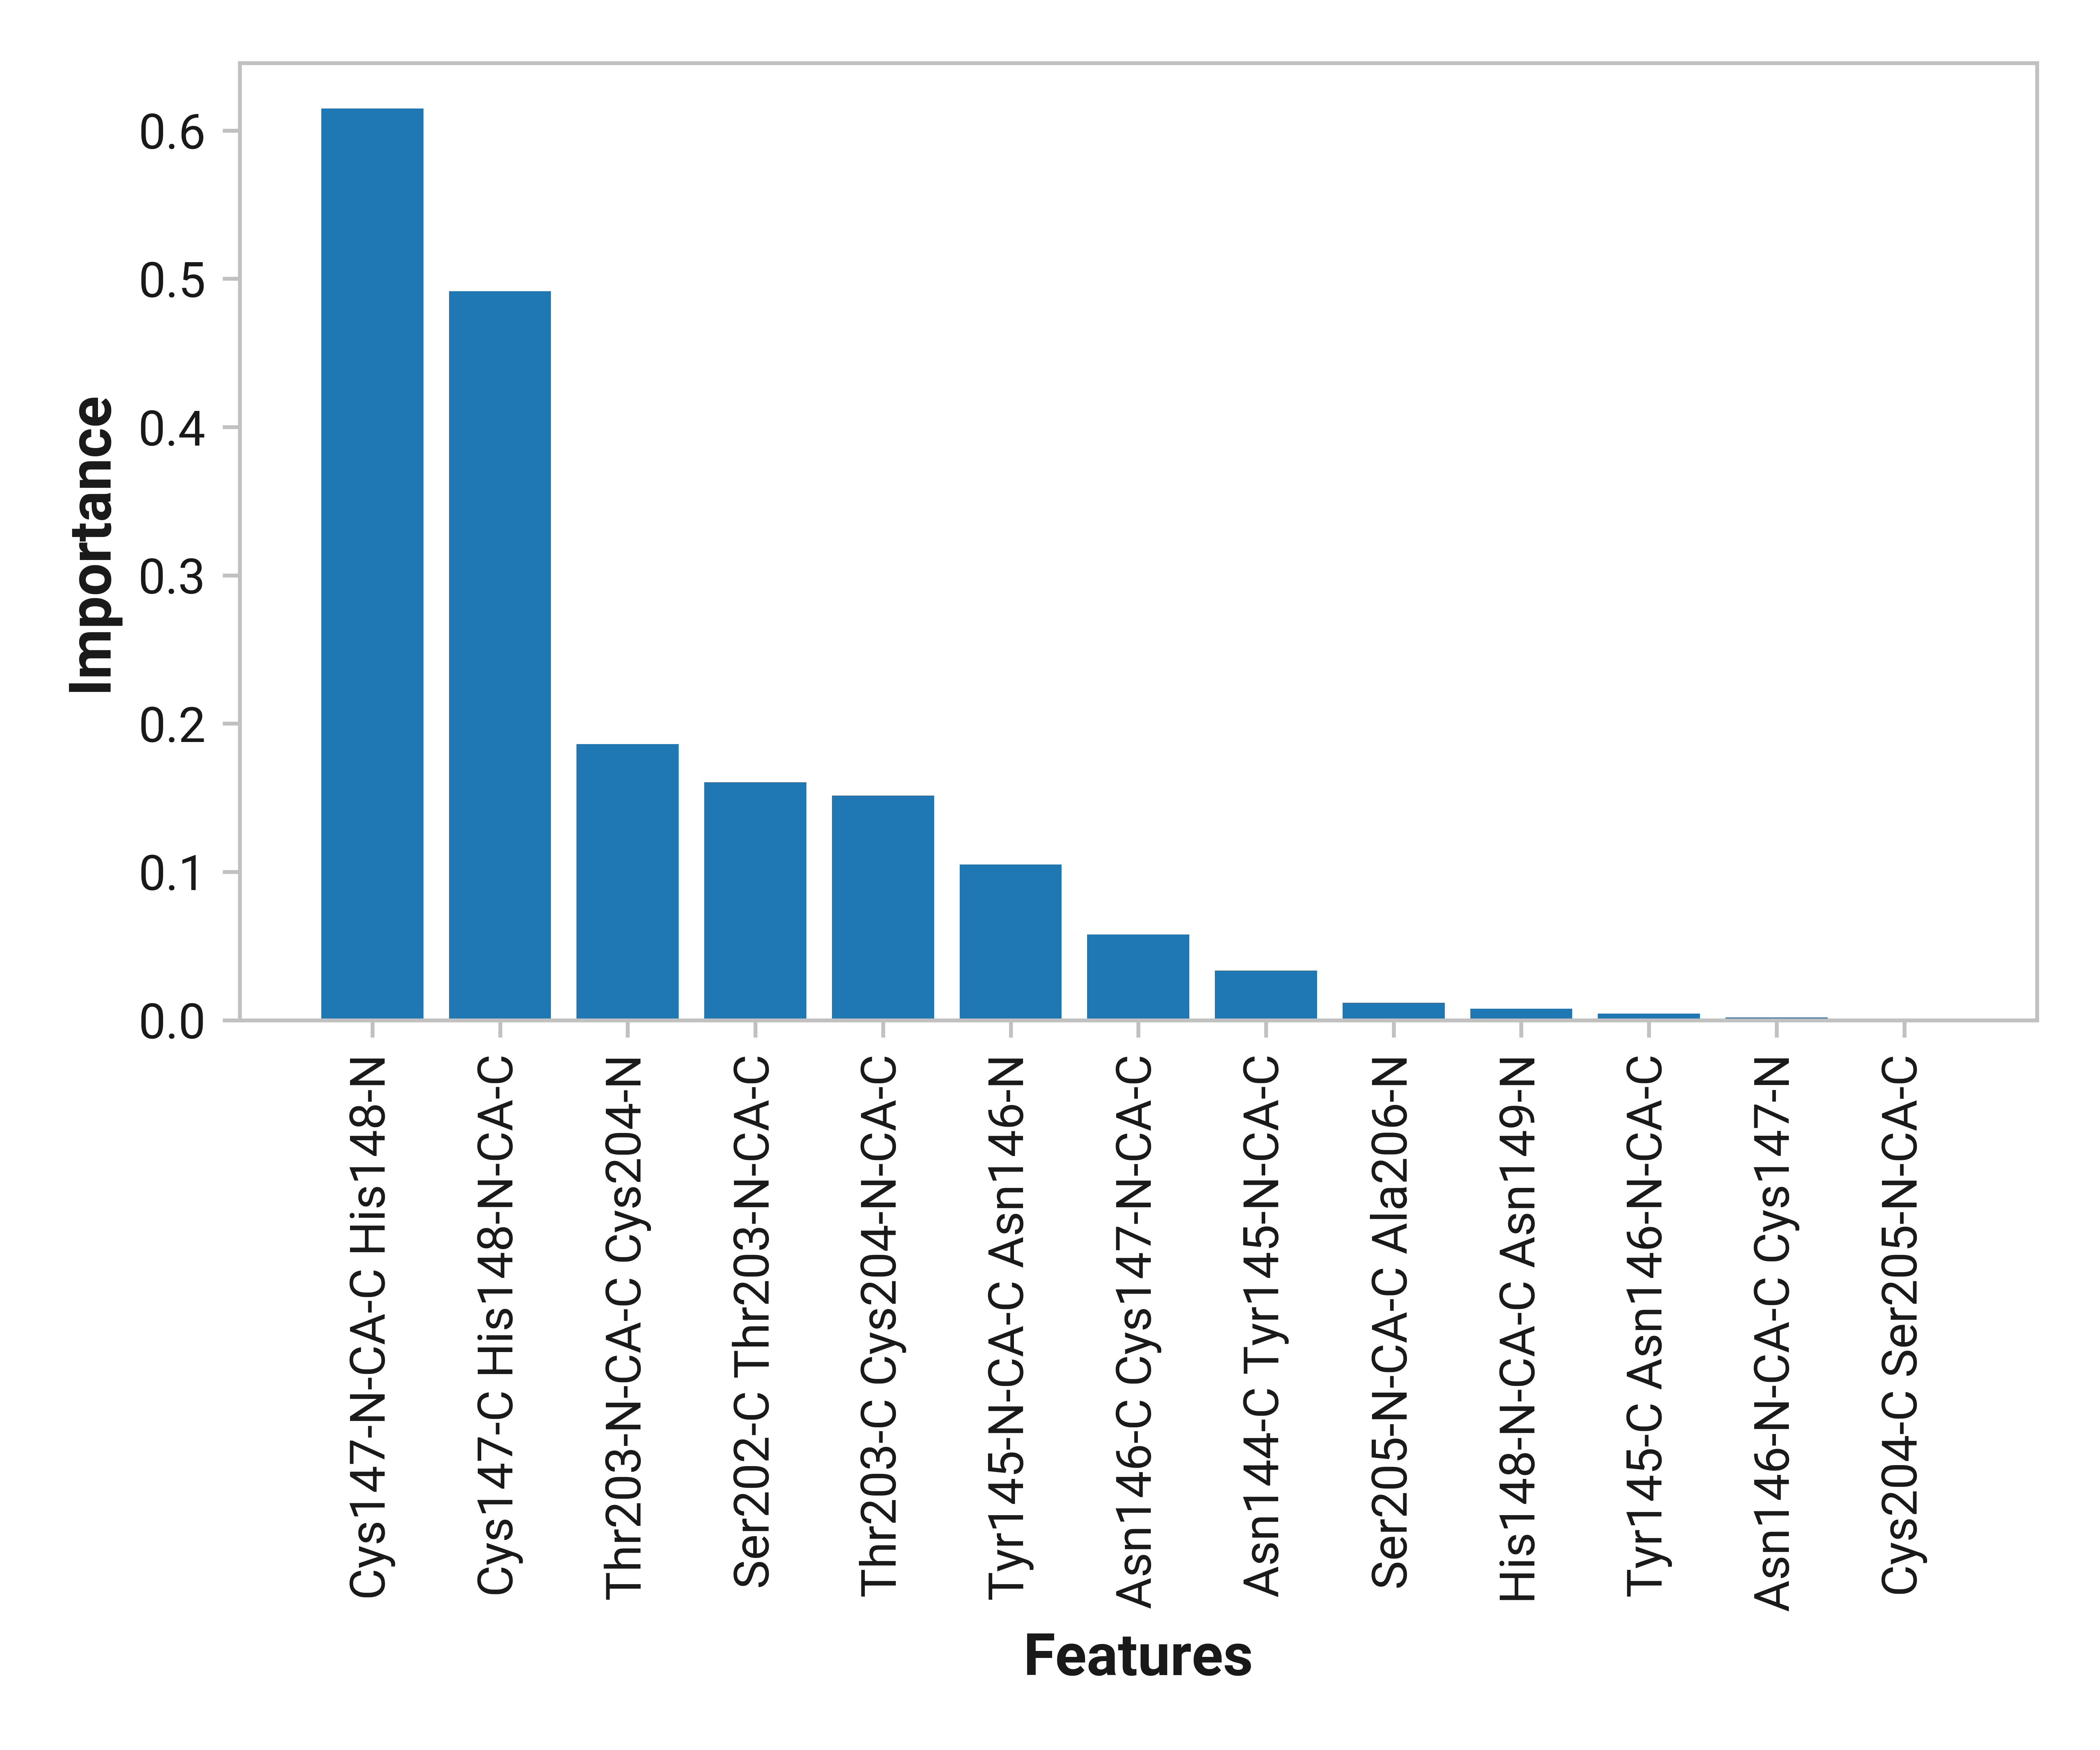 Importance
0.6
0.5
0.4
0.3
0.2
0.1
0.0
Cys147-N-CA-C His148-N
Cys147-C His148-N-CA-C
Thr203-N-CA-C Cys204-N
Ser202-C Thr203-N-CA-C
Thr203-C Cys204-N-CA-C
Tyr145-N-CA-C Asn146-N
Asn146-C Cys147-N-CA-C
Asn144-C Tyr145-N-CA-C
Ser205-N-CA-C Ala206-N
His148-N-CA-C Asn149-N
Tyr145-C Asn146-N-CA-C
Asn146-N-CA-C Cys147-N
Cys204-C Ser205-N-CA-C
Features